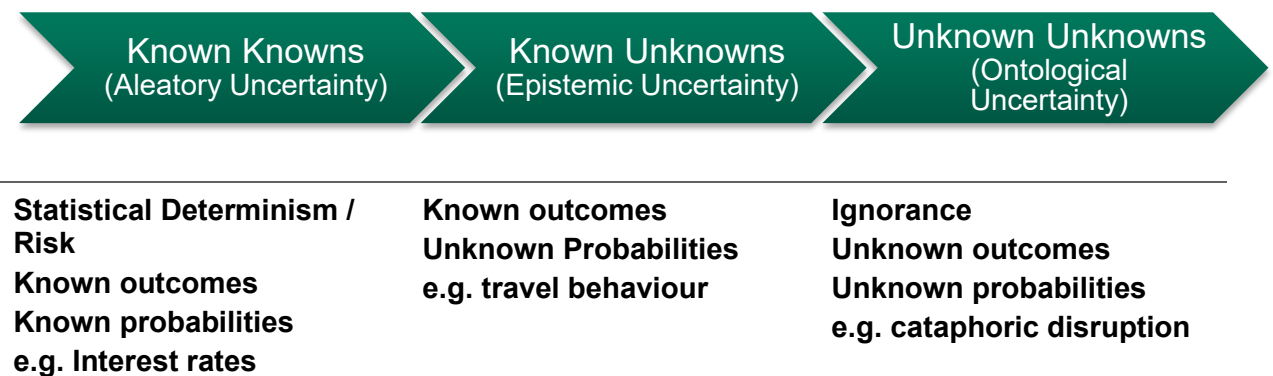 Known Knowns
(Aleatory Uncertainty)
Known Unknowns
(Epistemic Uncertainty)
Unknown Unknowns
(Ontological
Uncertainty)
Statistical Determinism /
Risk
Known outcomes
Known probabilities
e.g. Interest rates
Known outcomes
Unknown Probabilities
e.g. travel behaviour
Ignorance
Unknown outcomes
Unknown probabilities
e.g. cataphoric disruption